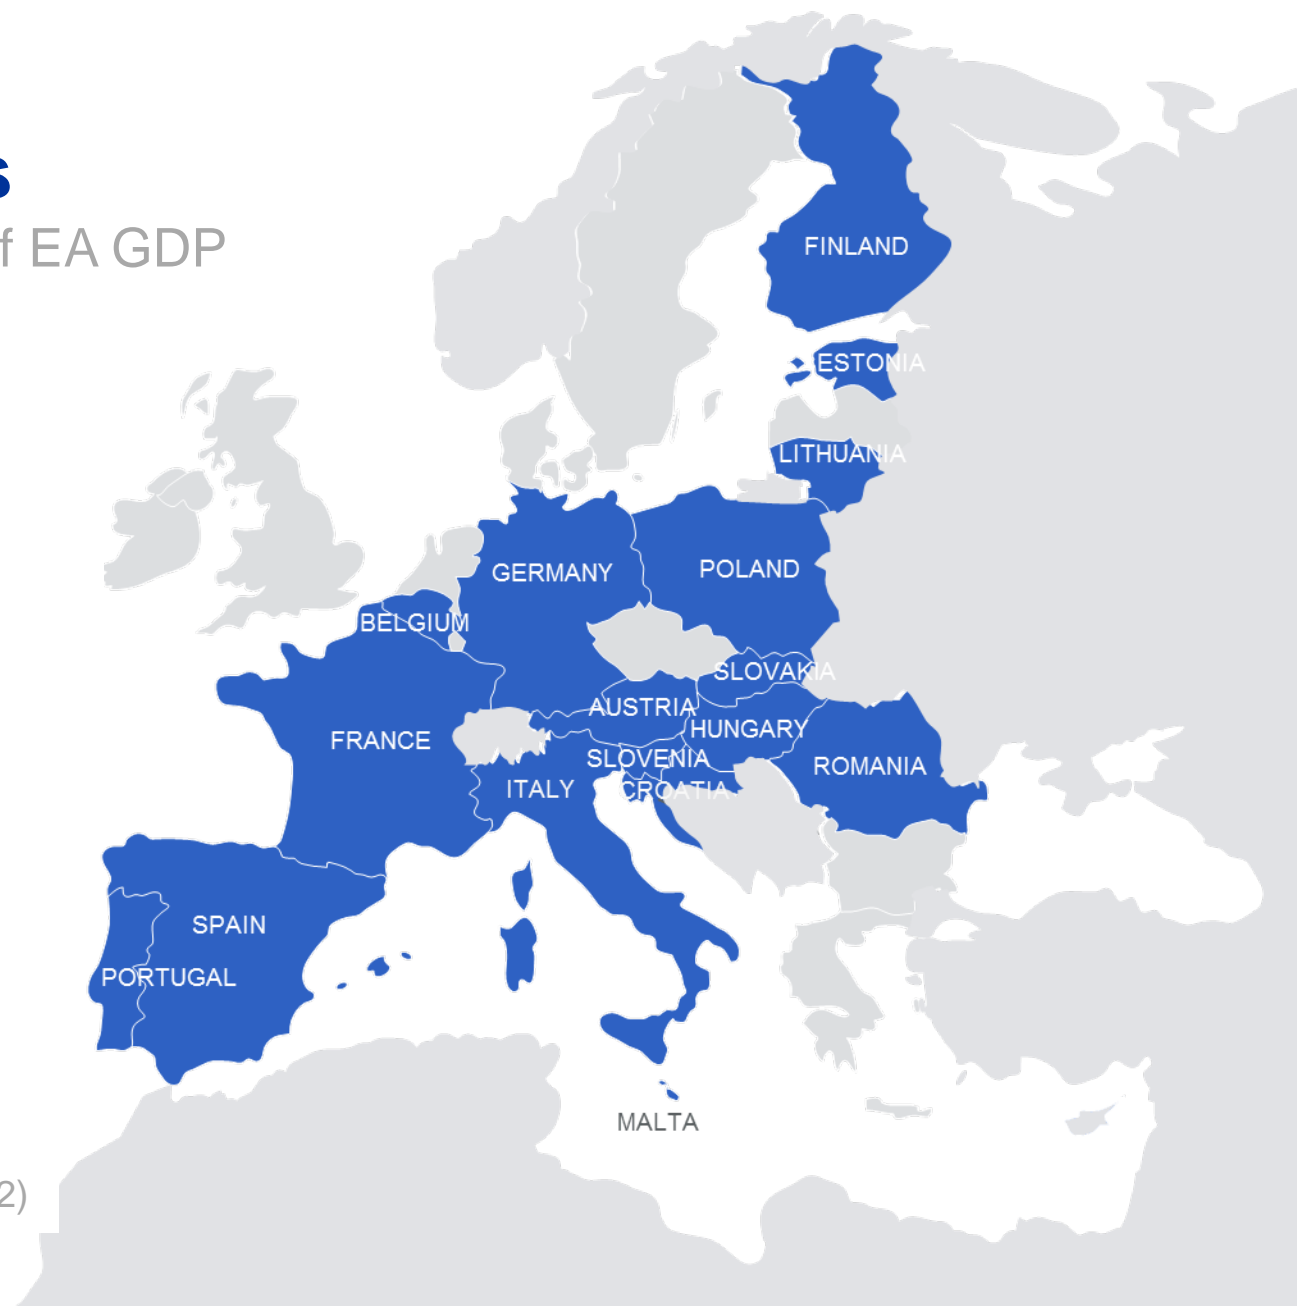 s
f EA GDP
FINLAND
ESTONIA
LITHUANIA
POLAND
GERMANY
BELGIUM
SLOVAKIA
AUSTRIA
HUNGARY
FRANCE
SLOVENIA
ROMANIA
ITALY
CROATIA
SPAIN
PORTUGAL
MALTA
2)